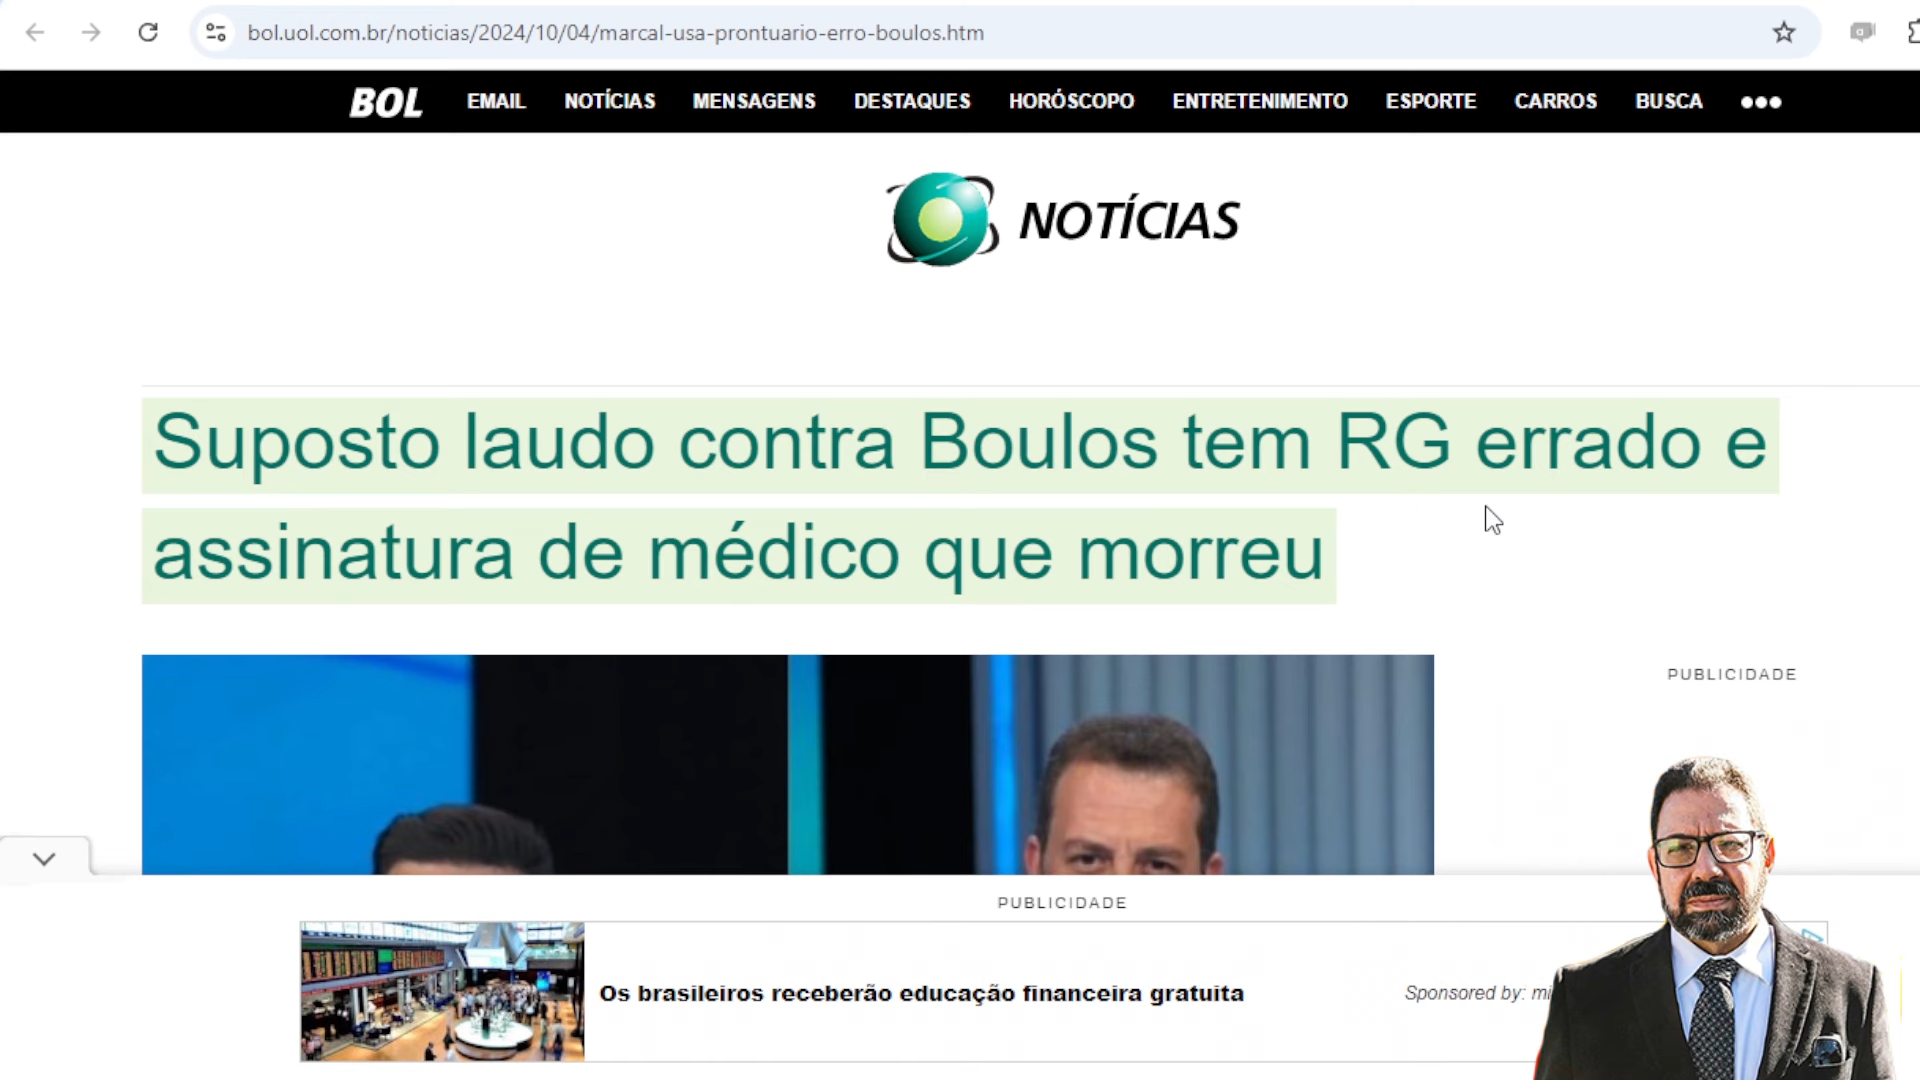 bol.uol.com.br/noticias/2024/10/04/marcal-usa-prontuario-erro-boulos.htm
BOL EMAIL NOTÍCIAS MENSAGENS DESTAQUES HORÓSCOPO ENTRETENIMENTO ESPORTE CARROS BUSCA
NOTÍCIAS
Suposto laudo contra Boulos tem RG errado e
assinatura de médico que morreu
PUBLICIDADE
PUBLICIDADE
Os brasileiros receberão educação financeira gratuita
Sponsored by: